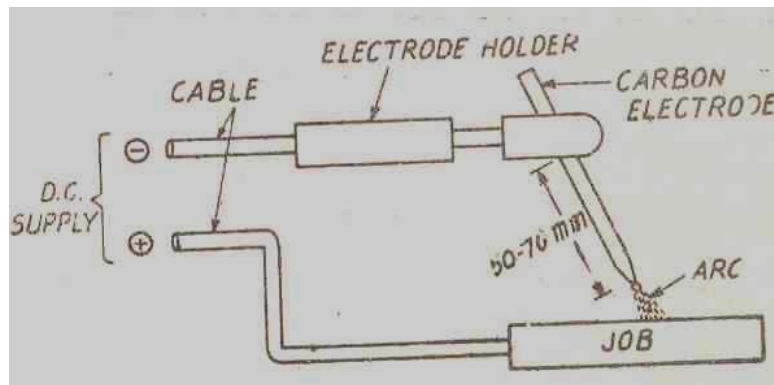 ELECTRODE HOLDER
CABLE
CARBON
ELECTRODE
⊖
D.C.
SUPPLY
⊕
50-70 mm
ARC
JOB